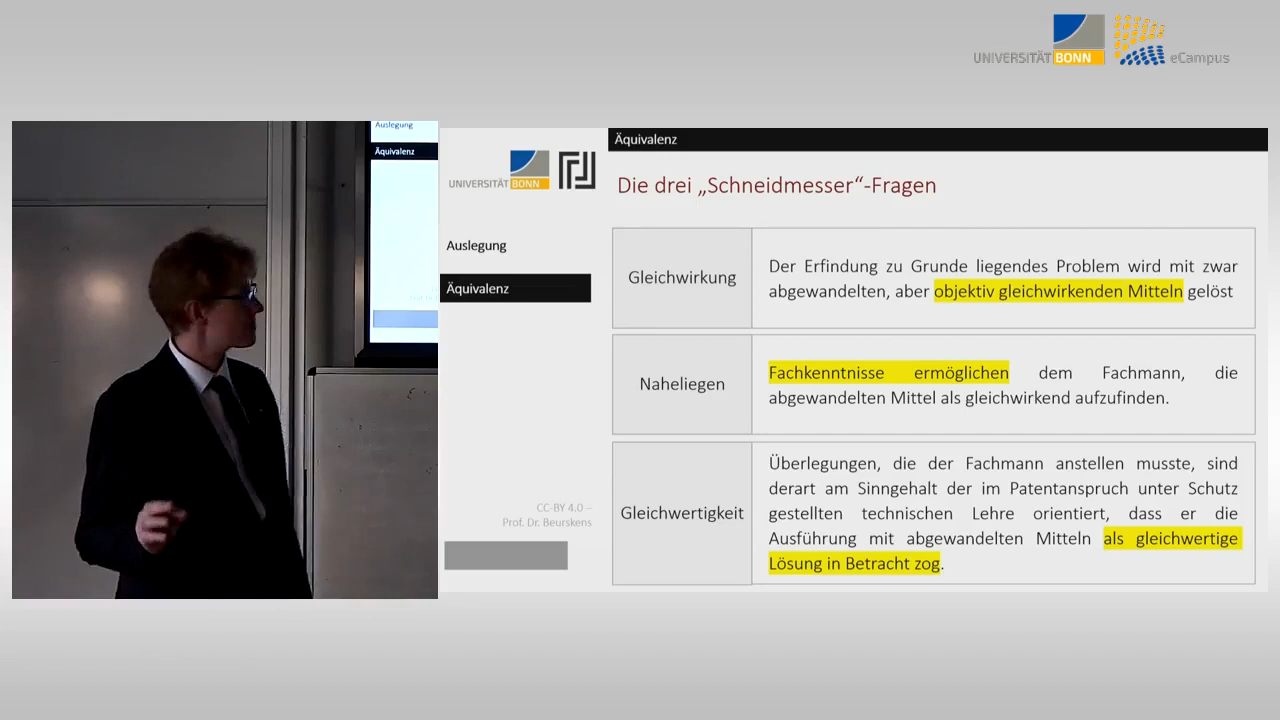 UNIVERSITÄT BONN
eCampus
Auslegung
Äquivalenz
UNIVERSITÄT BONN
Auslegung
Äquivalenz
CC-BY 4.0 –
Prof. Dr. Beurskens
Äquivalenz
Die drei „Schneidmesser“-Fragen
Gleichwirkung
Der Erfindung zu Grunde liegendes Problem wird mit zwar
abgewandelten, aber objektiv gleichwirkenden Mitteln gelöst
Naheliegen
Fachkenntnisse ermöglichen dem Fachmann, die
abgewandelten Mittel als gleichwirkend aufzufinden.
Gleichwertigkeit
Überlegungen, die der Fachmann anstellen musste, sind
derart am Sinngehalt der im Patentanspruch unter Schutz
gestellten technischen Lehre orientiert, dass er die
Ausführung mit abgewandelten Mitteln als gleichwertige
Lösung in Betracht zog.